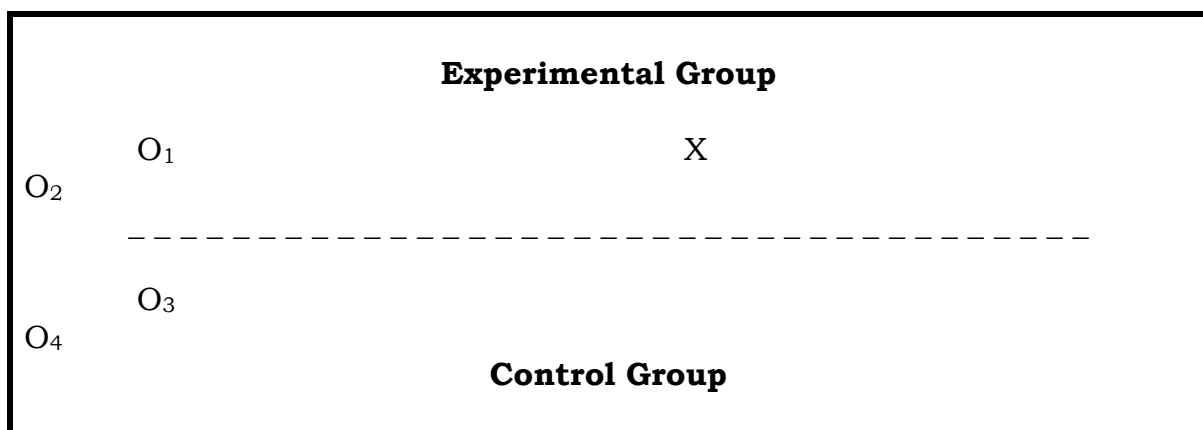 Experimental Group
O₁ X
O₂
– – – – – – – – – – – – – – – – – – – – – – – – – – – – – – – – – – – – –
O₃
O₄
Control Group